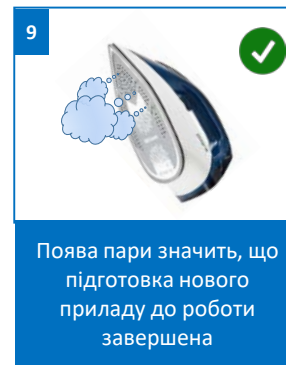 9
Поява пари значить, що
підготовка нового
приладу до роботи
завершена